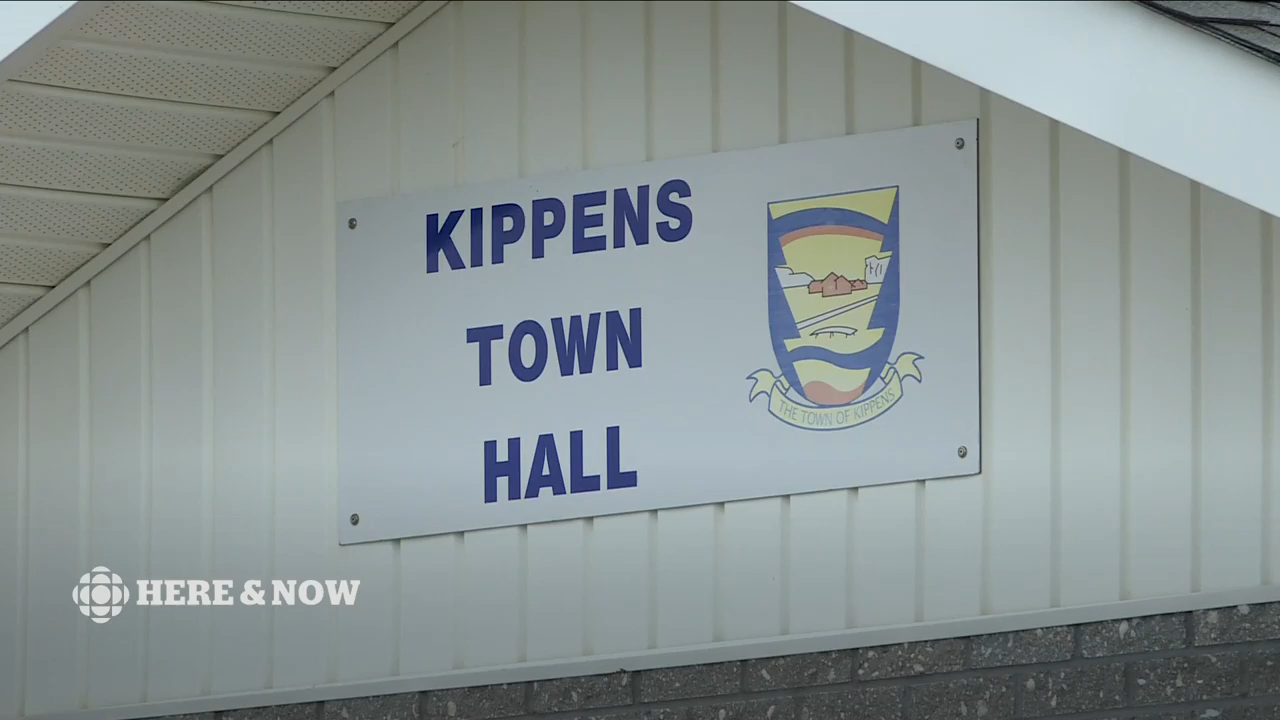 KIPPENS
TOWN
HALL
THE TOWN OF KIPPENS
HERE & NOW